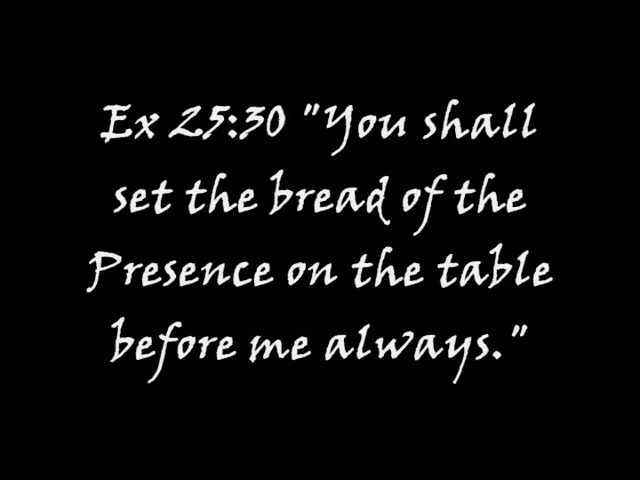 Ex 25:30 "You shall
set the bread of the
Presence on the table
before me always."